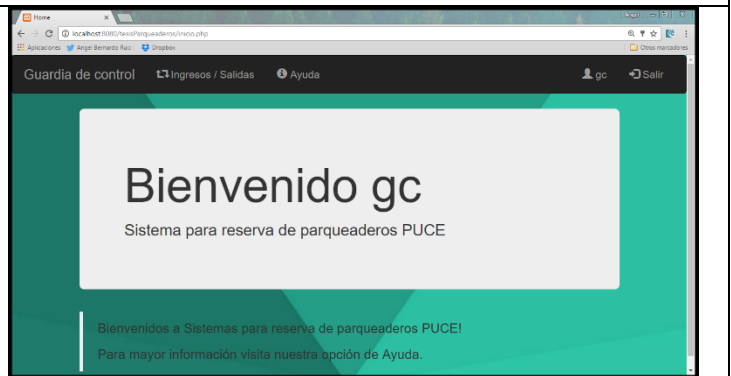 Home
localhost:8080/tesisParqueaderos/inicio.php
Aplicaciones Angel Bernardo Ruiz Dropbox Otros marcadores
Guardia de control Ingresos / Salidas Ayuda gc Salir
Bienvenido gc
Sistema para reserva de parqueaderos PUCE
Bienvenidos a Sistemas para reserva de parqueaderos PUCE!
Para mayor información visita nuestra opción de Ayuda.